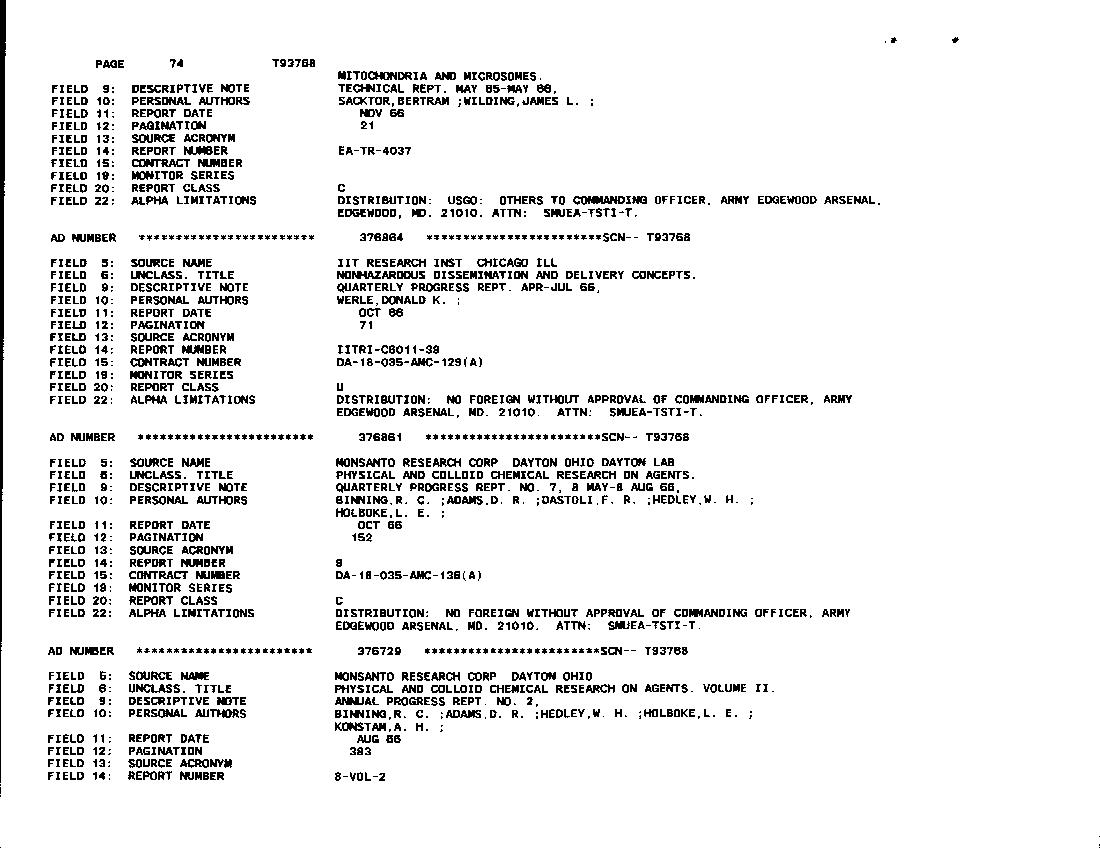 PAGE 74 T93768
MITOCHONDRIA AND MICROSOMES.
FIELD 9: DESCRIPTIVE NOTE TECHNICAL REPT. MAY 65-MAY 66,
FIELD 10: PERSONAL AUTHORS SACKTOR,BERTRAM ;WILDING,JAMES L. ;
FIELD 11: REPORT DATE NOV 66
FIELD 12: PAGINATION 21
FIELD 13: SOURCE ACRONYM
FIELD 14: REPORT NUMBER EA-TR-4037
FIELD 15: CONTRACT NUMBER
FIELD 19: MONITOR SERIES
FIELD 20: REPORT CLASS C
FIELD 22: ALPHA LIMITATIONS DISTRIBUTION: USGO: OTHERS TO COMMANDING OFFICER, ARMY EDGEWOOD ARSENAL,
EDGEWOOD, MD. 21010. ATTN: SMUEA-TSTI-T.
AD NUMBER ************************ 376864 ************************SCN-- T93768
FIELD 5: SOURCE NAME IIT RESEARCH INST CHICAGO ILL
FIELD 6: UNCLASS. TITLE NONHAZARDOUS DISSEMINATION AND DELIVERY CONCEPTS.
FIELD 9: DESCRIPTIVE NOTE QUARTERLY PROGRESS REPT. APR-JUL 66,
FIELD 10: PERSONAL AUTHORS WERLE,DONALD K. ;
FIELD 11: REPORT DATE OCT 66
FIELD 12: PAGINATION 71
FIELD 13: SOURCE ACRONYM
FIELD 14: REPORT NUMBER IITRI-C6011-39
FIELD 15: CONTRACT NUMBER DA-18-035-AMC-129(A)
FIELD 19: MONITOR SERIES
FIELD 20: REPORT CLASS U
FIELD 22: ALPHA LIMITATIONS DISTRIBUTION: NO FOREIGN WITHOUT APPROVAL OF COMMANDING OFFICER, ARMY
EDGEWOOD ARSENAL, MD. 21010. ATTN: SMUEA-TSTI-T.
AD NUMBER ************************ 376861 ************************SCN-- T93768
FIELD 5: SOURCE NAME MONSANTO RESEARCH CORP DAYTON OHIO DAYTON LAB
FIELD 6: UNCLASS. TITLE PHYSICAL AND COLLOID CHEMICAL RESEARCH ON AGENTS.
FIELD 9: DESCRIPTIVE NOTE QUARTERLY PROGRESS REPT. NO. 7, 8 MAY-8 AUG 66,
FIELD 10: PERSONAL AUTHORS BINNING,R. C. ;ADAMS,D. R. ;DASTOLI,F. R. ;HEDLEY,W. H. ;
HOLBOKE,L. E. ;
FIELD 11: REPORT DATE OCT 66
FIELD 12: PAGINATION 152
FIELD 13: SOURCE ACRONYM
FIELD 14: REPORT NUMBER 9
FIELD 15: CONTRACT NUMBER DA-18-035-AMC-136(A)
FIELD 19: MONITOR SERIES
FIELD 20: REPORT CLASS C
FIELD 22: ALPHA LIMITATIONS DISTRIBUTION: NO FOREIGN WITHOUT APPROVAL OF COMMANDING OFFICER, ARMY
EDGEWOOD ARSENAL, MD. 21010. ATTN: SMUEA-TSTI-T.
AD NUMBER ************************ 376729 ************************SCN-- T93768
FIELD 5: SOURCE NAME MONSANTO RESEARCH CORP DAYTON OHIO
FIELD 6: UNCLASS. TITLE PHYSICAL AND COLLOID CHEMICAL RESEARCH ON AGENTS. VOLUME II.
FIELD 9: DESCRIPTIVE NOTE ANNUAL PROGRESS REPT. NO. 2,
FIELD 10: PERSONAL AUTHORS BINNING,R. C. ;ADAMS,D. R. ;HEDLEY,W. H. ;HOLBOKE,L. E. ;
KONSTAM,A. H. ;
FIELD 11: REPORT DATE AUG 66
FIELD 12: PAGINATION 383
FIELD 13: SOURCE ACRONYM
FIELD 14: REPORT NUMBER 8-VOL-2